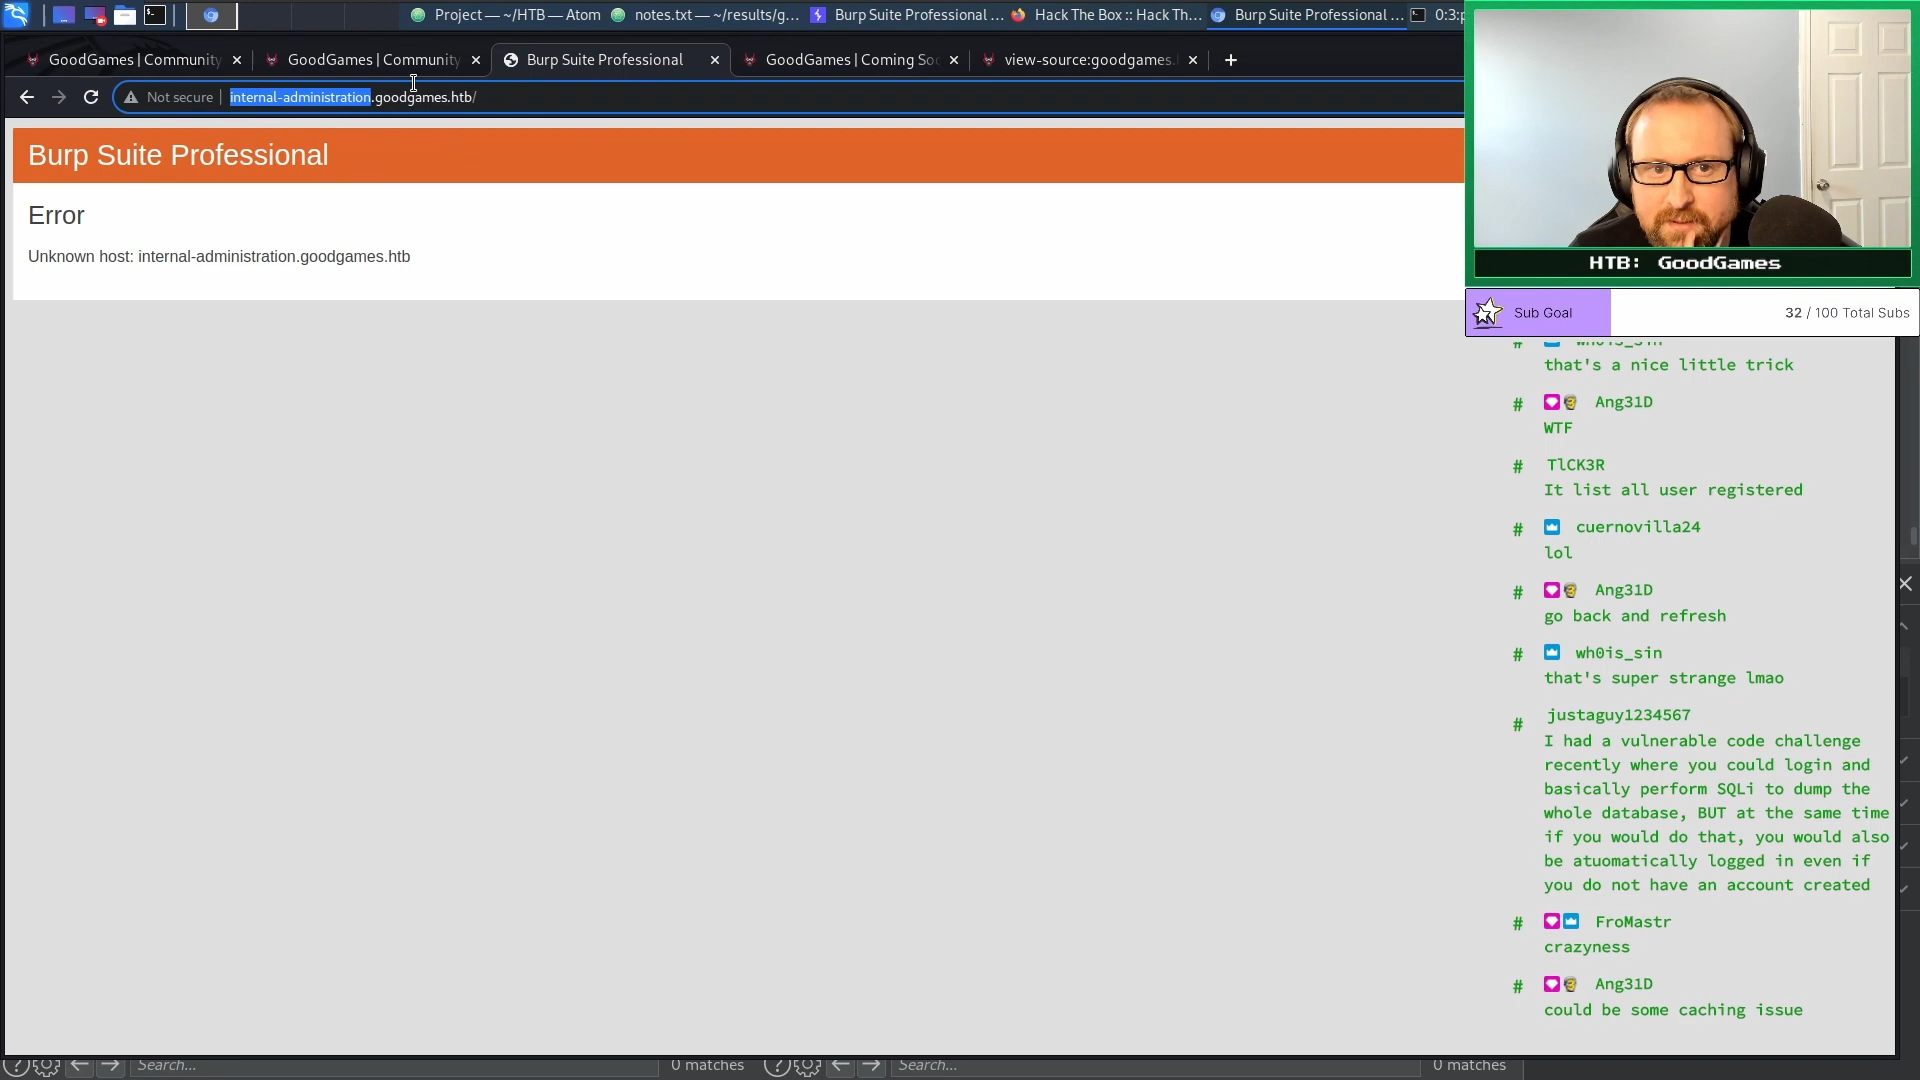 Project — ~/HTB — Atom
notes.txt — ~/results/g...
Burp Suite Professional ...
Hack The Box :: Hack Th...
Burp Suite Professional ...
0:3:
GoodGames | Community
GoodGames | Community
Burp Suite Professional
GoodGames | Coming So
view-source:goodgames.
Not secure
internal-administration.goodgames.htb/
Burp Suite Professional
Error
Unknown host: internal-administration.goodgames.htb
HTB: GoodGames
Sub Goal
32 / 100 Total Subs
# wh0is_sin
that's a nice little trick
# Ang31D
WTF
# TlCK3R
It list all user registered
# cuernovilla24
lol
# Ang31D
go back and refresh
# wh0is_sin
that's super strange lmao
# justaguy1234567
I had a vulnerable code challenge
recently where you could login and
basically perform SQLi to dump the
whole database, BUT at the same time
if you would do that, you would also
be atuomatically logged in even if
you do not have an account created
# FroMastr
crazyness
# Ang31D
could be some caching issue
Search...
0 matches
Search...
0 matches